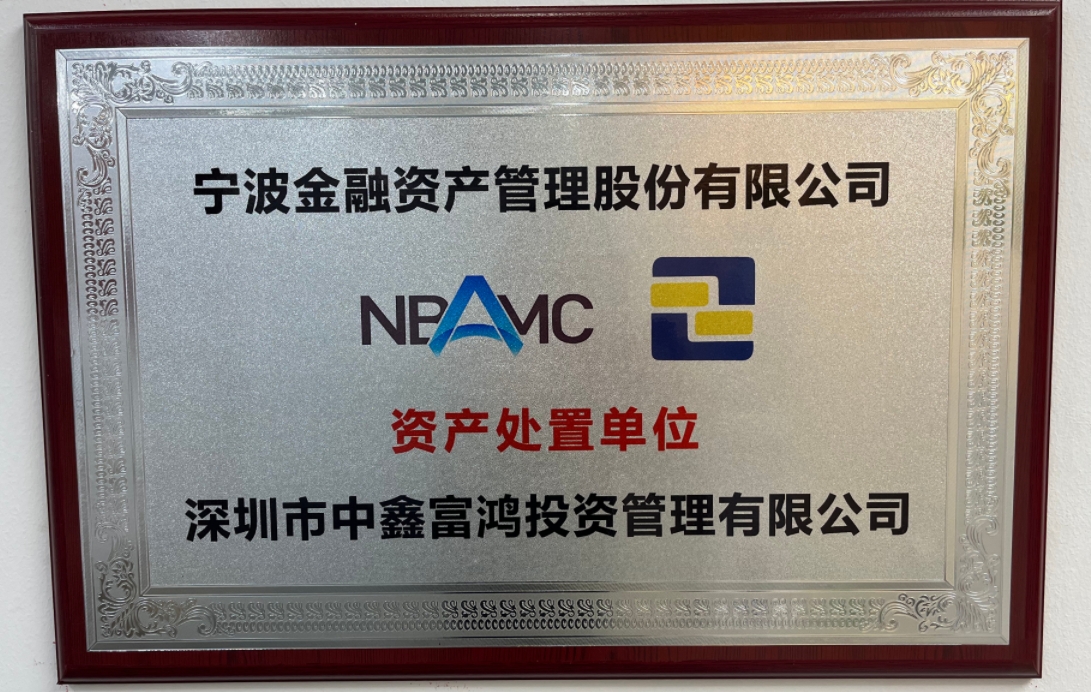 宁波金融资产管理股份有限公司
NBAMC
资产处置单位
深圳市中鑫富鸿投资管理有限公司